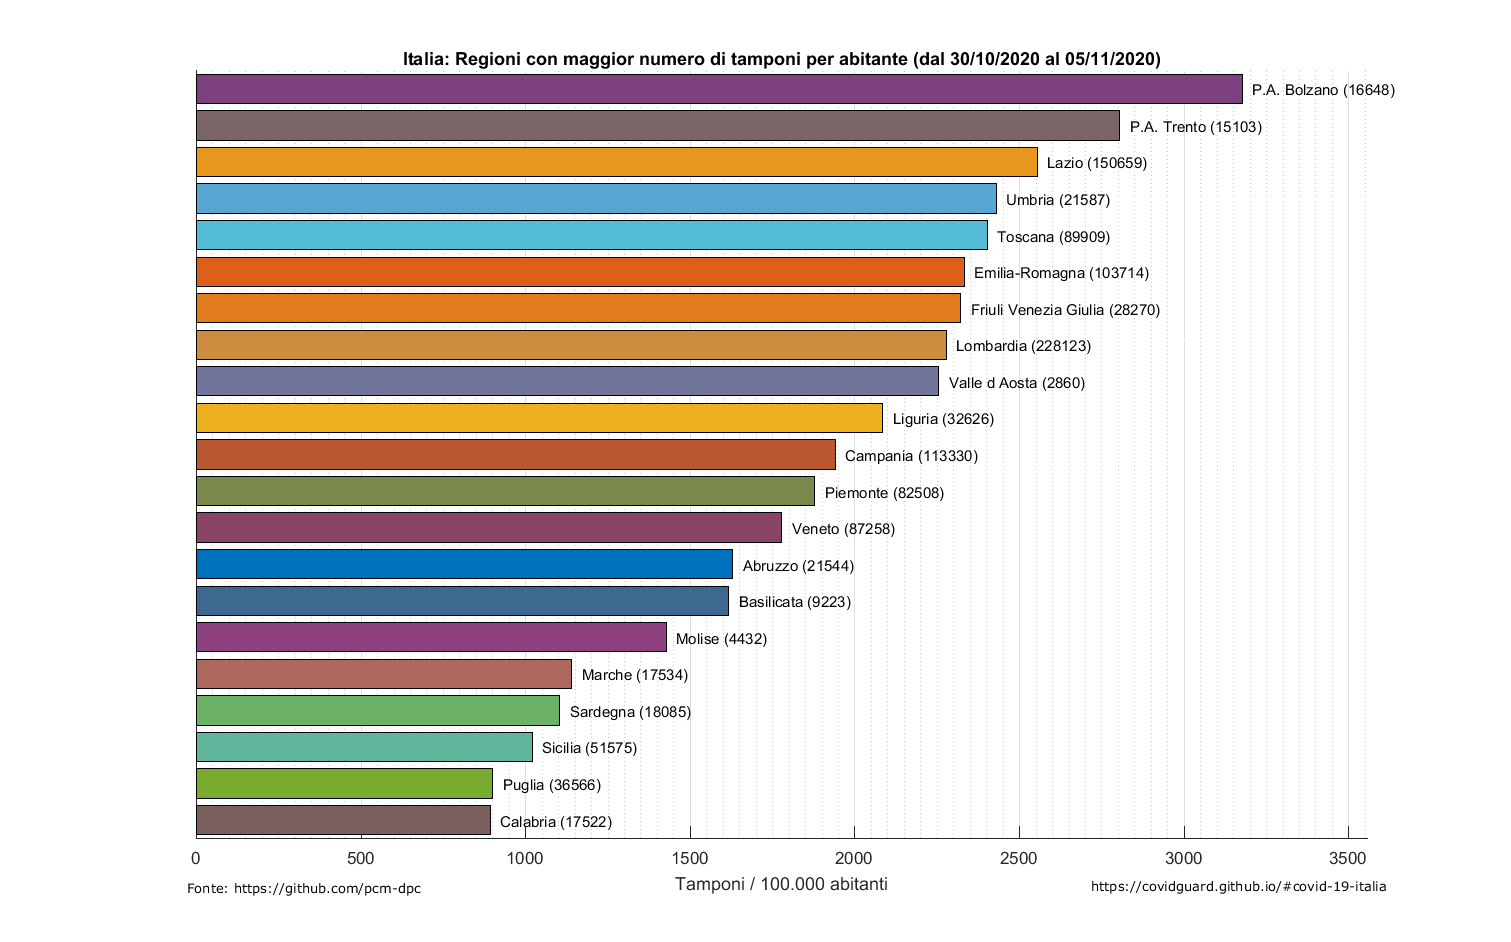 Italia: Regioni con maggior numero di tamponi per abitante (dal 30/10/2020 al 05/11/2020)
P.A. Bolzano (16648)
P.A. Trento (15103)
Lazio (150659)
Umbria (21587)
Toscana (89909)
Emilia-Romagna (103714)
Friuli Venezia Giulia (28270)
Lombardia (228123)
Valle d Aosta (2860)
Liguria (32626)
Campania (113330)
Piemonte (82508)
Veneto (87258)
Abruzzo (21544)
Basilicata (9223)
Molise (4432)
Marche (17534)
Sardegna (18085)
Sicilia (51575)
Puglia (36566)
Calabria (17522)
0 500 1000 1500 2000 2500 3000 3500
Tamponi / 100.000 abitanti
Fonte: https://github.com/pcm-dpc
https://covidguard.github.io/#covid-19-italia